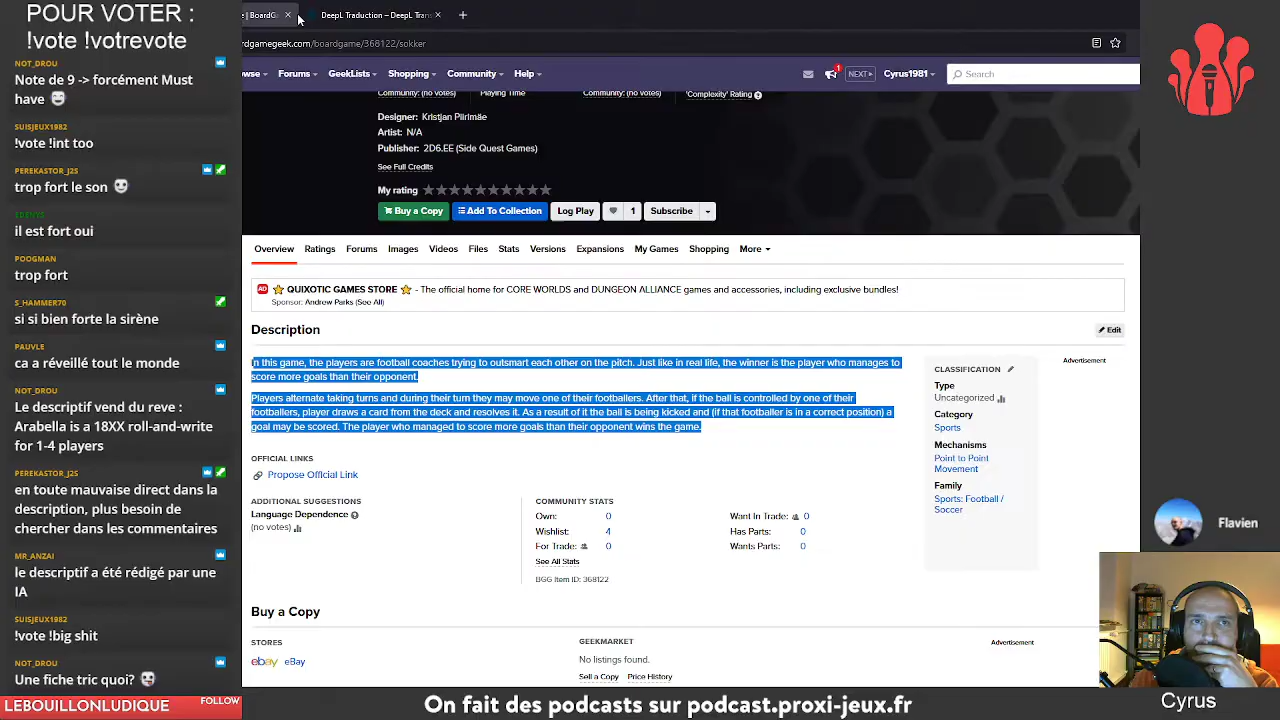 POUR VOTER :
!vote !votrevote
NOT_DROU
Note de 9 -> forcément Must
have
SUISJEUX1982
!vote !int too
PEREKASTOR_J2S
trop fort le son
EDENYS
il est fort oui
POOGMAN
trop fort
S_HAMMER70
si si bien forte la sirène
PAUVLE
ca a réveillé tout le monde
NOT_DROU
Le descriptif vend du reve :
Arabella is a 18XX roll-and-write
for 1-4 players
PEREKASTOR_J2S
en toute mauvaise direct dans la
description, plus besoin de
chercher dans les commentaires
MR_ANZAI
le descriptif a été rédigé par une
IA
SUISJEUX1982
!vote !big shit
NOT_DROU
Une fiche tric quoi?
LEBOUILLONLUDIQUE FOLLOW
e | BoardG DeepL Traduction – DeepL Trans
rdgamegeek.com/boardgame/368122/sokker
wse Forums GeekLists Shopping Community Help 1 NEXT Cyrus1981 Search
Community: (no votes) Playing Time Community: (no votes) 'Complexity' Rating
Designer: Kristjan Piirimäe
Artist: N/A
Publisher: 2D6.EE (Side Quest Games)
See Full Credits
My rating
Buy a Copy Add To Collection Log Play 1 Subscribe
Overview Ratings Forums Images Videos Files Stats Versions Expansions My Games Shopping More
AD QUIXOTIC GAMES STORE - The official home for CORE WORLDS and DUNGEON ALLIANCE games and accessories, including exclusive bundles!
Sponsor: Andrew Parks (See All)
Description
Edit
In this game, the players are football coaches trying to outsmart each other on the pitch. Just like in real life, the winner is the player who manages to
score more goals than their opponent.
Players alternate taking turns and during their turn they may move one of their footballers. After that, if the ball is controlled by one of their
footballers, player draws a card from the deck and resolves it. As a result of it the ball is being kicked and (if that footballer is in a correct position) a
goal may be scored. The player who managed to score more goals than their opponent wins the game.
OFFICIAL LINKS
Propose Official Link
ADDITIONAL SUGGESTIONS
Language Dependence
(no votes)
COMMUNITY STATS
Own: 0
Wishlist: 4
For Trade: 0
See All Stats
BGG Item ID: 368122
Want In Trade: 0
Has Parts: 0
Wants Parts: 0
CLASSIFICATION
Type
Uncategorized
Category
Sports
Mechanisms
Point to Point
Movement
Family
Sports: Football /
Soccer
Advertisement
Buy a Copy
STORES
ebay eBay
GEEKMARKET
No listings found.
Sell a Copy Price History
Advertisement
Flavien
On fait des podcasts sur podcast.proxi-jeux.fr
Cyrus